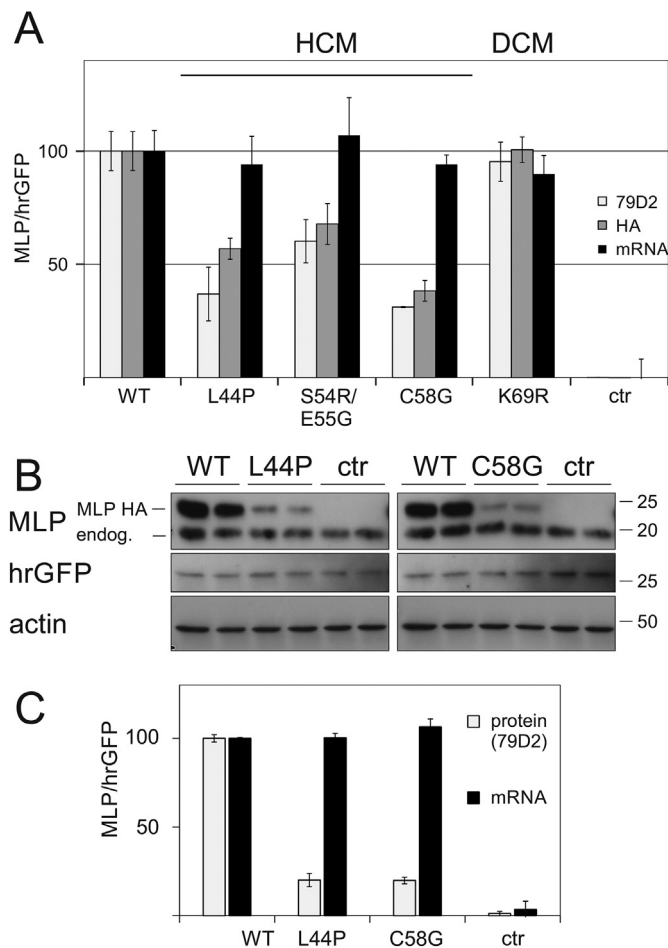 A
HCM DCM
MLP/hrGFP
100
50
79D2
HA
mRNA
WT L44P S54R/ C58G K69R ctr
E55G
B
WT L44P ctr WT C58G ctr
MLP
MLP HA
endog.
25
20
hrGFP
25
actin
50
C
MLP/hrGFP
100
50
protein
(79D2)
mRNA
WT L44P C58G ctr